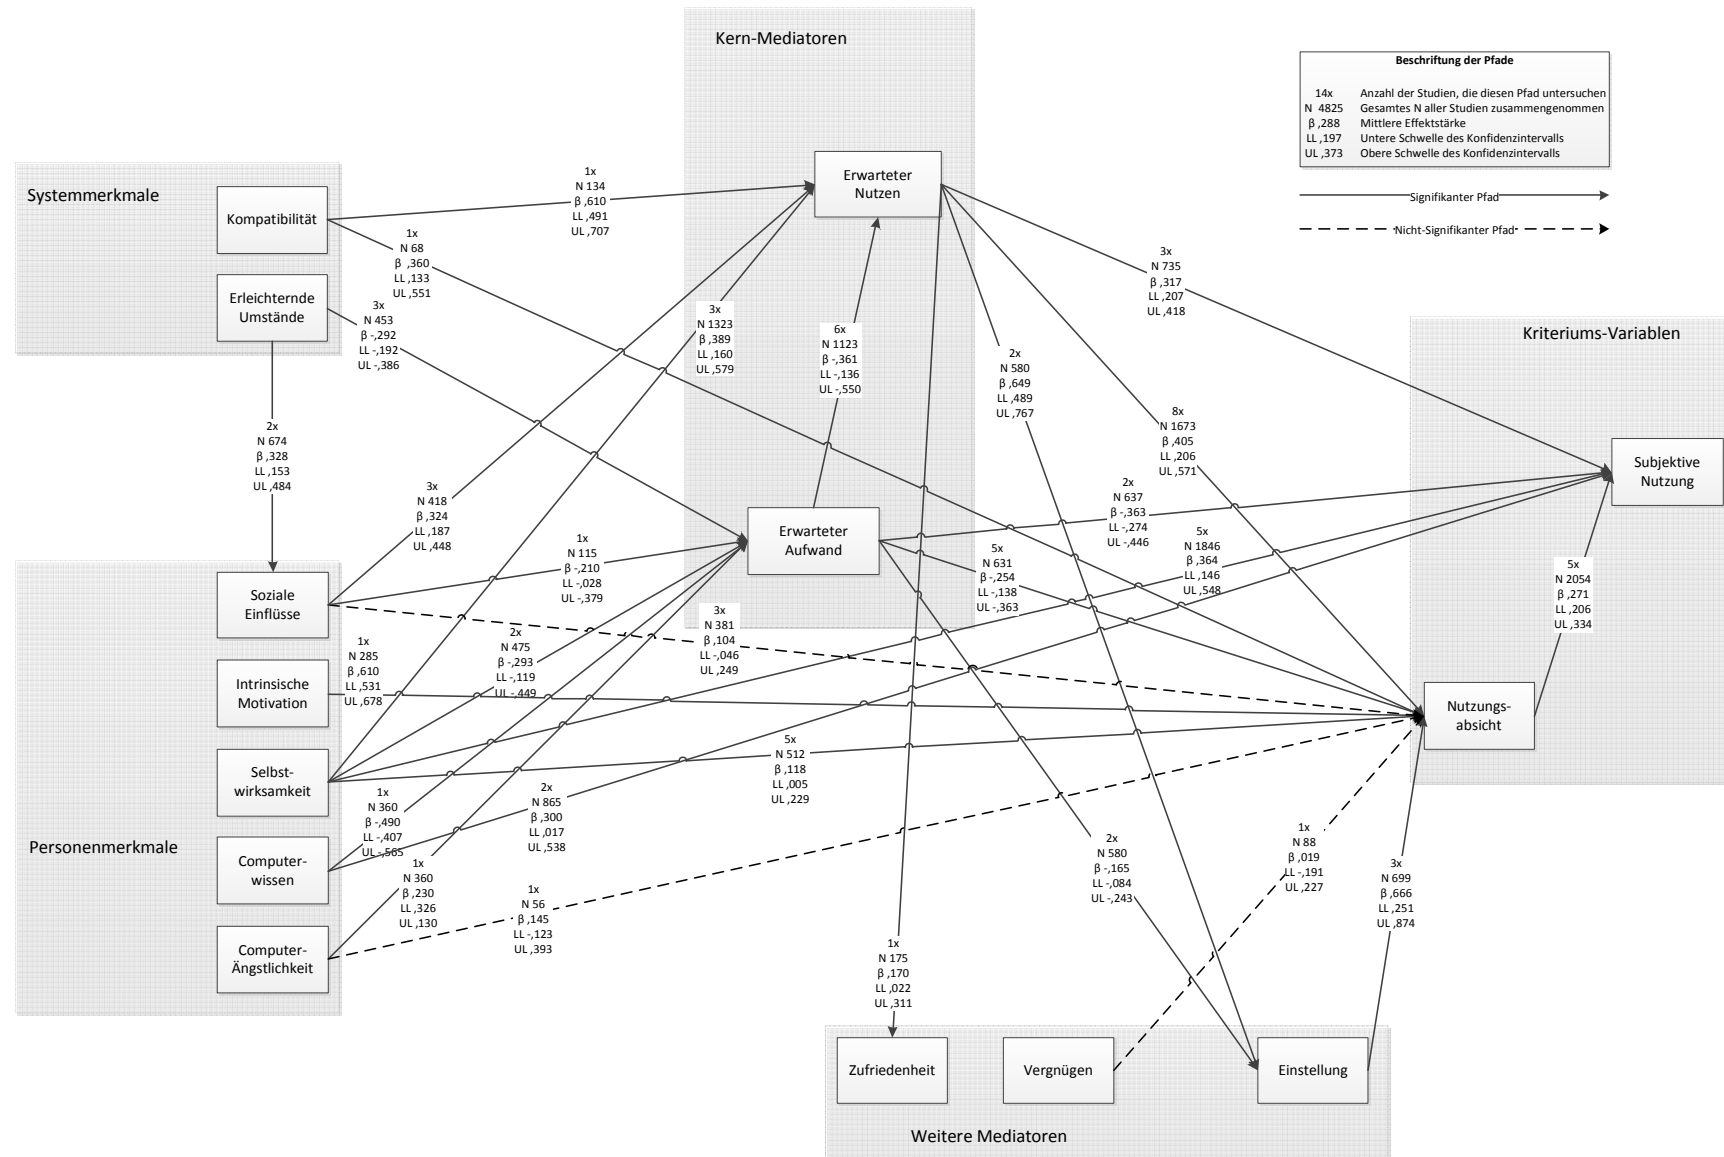 Kern-Mediatoren
Beschriftung der Pfade
14x Anzahl der Studien, die diesen Pfad untersuchen
N 4825 Gesamtes N aller Studien zusammengenommen
β ,288 Mittlere Effektstärke
LL ,197 Untere Schwelle des Konfidenzintervalls
UL ,373 Obere Schwelle des Konfidenzintervalls
Signifikanter Pfad
Nicht-Signifikanter Pfad
Systemmerkmale
Kompatibilität
Erleichternde
Umstände
Erwarteter
Nutzen
1x
N 134
β ,610
LL ,491
UL ,707
1x
N 68
β ,360
LL ,133
UL ,551
3x
N 453
β -,292
LL -,192
UL -,386
3x
N 1323
β ,389
LL ,160
UL ,579
6x
N 1123
β -,361
LL -,136
UL -,550
2x
N 580
β ,649
LL ,489
UL ,767
3x
N 735
β ,317
LL ,207
UL ,418
8x
N 1673
β ,405
LL ,206
UL ,571
Kriteriums-Variablen
Subjektive
Nutzung
Nutzungs-
absicht
2x
N 674
β ,328
LL ,153
UL ,484
3x
N 418
β ,324
LL ,187
UL ,448
Erwarteter
Aufwand
1x
N 115
β -,210
LL -,028
UL -,379
2x
N 637
β -,363
LL -,274
UL -,446
5x
N 631
β -,254
LL -,138
UL -,363
5x
N 1846
β ,364
LL ,146
UL ,548
5x
N 2054
β ,271
LL ,206
UL ,334
Soziale
Einflüsse
Intrinsische
Motivation
Selbst-
wirksamkeit
Personenmerkmale
Computer-
wissen
Computer-
Ängstlichkeit
1x
N 285
β ,610
LL ,531
UL ,678
2x
N 475
β -,293
LL -,119
UL -,449
3x
N 381
β ,104
LL -,046
UL ,249
5x
N 512
β ,118
LL ,005
UL ,229
1x
N 360
β -,490
LL -,407
UL -,565
2x
N 865
β ,300
LL ,017
UL ,538
1x
N 360
β ,230
LL ,326
UL ,130
1x
N 56
β ,145
LL -,123
UL ,393
1x
N 175
β ,170
LL ,022
UL ,311
2x
N 580
β -,165
LL -,084
UL -,243
1x
N 88
β ,019
LL -,191
UL ,227
3x
N 699
β ,666
LL ,251
UL ,874
Zufriedenheit
Vergnügen
Einstellung
Weitere Mediatoren